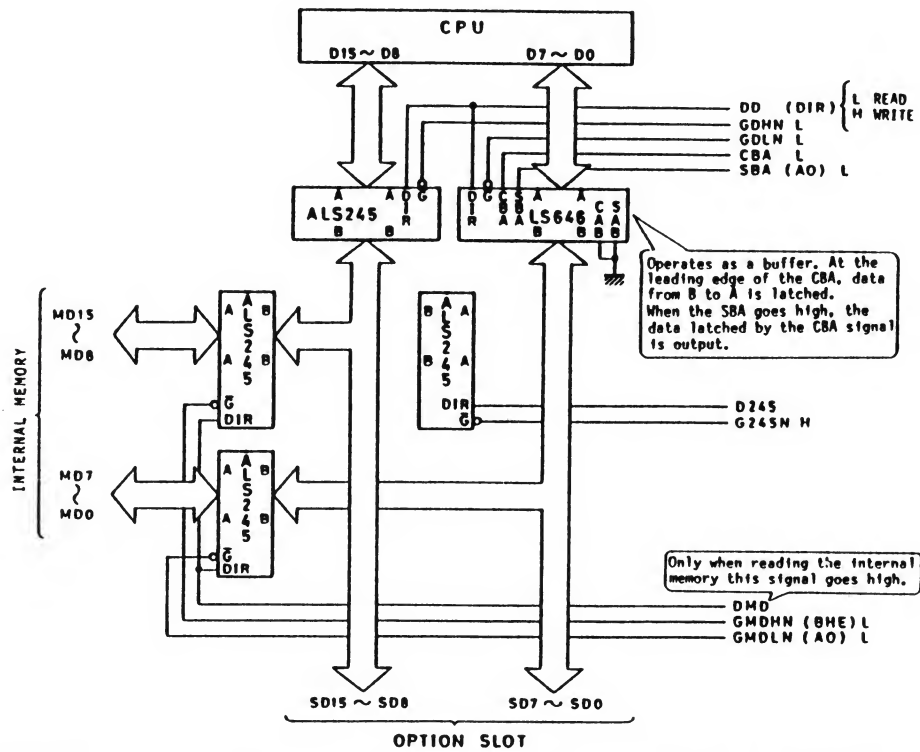 CPU
D15～D8
D7～D0
DD (DIR) { L READ
H WRITE
GDHN L
GDLN L
CBA L
SBA (AO) L
A A DIR G
ALS245
B B
DIR G CBA SBA A A CAB SAB
LS646
B B
Operates as a buffer. At the
leading edge of the CBA, data
from B to A is latched.
When the SBA goes high, the
data latched by the CBA signal
is output.
INTERNAL MEMORY
MD15
～
MD8
A ALS245 B
A B
G̅
DIR
B ALS245 A
B A
DIR
G̅
D245
G245N H
MD7
～
MD0
A ALS245 B
A B
G̅
DIR
Only when reading the internal
memory this signal goes high.
DMD
GMDHN (BHE) L
GMDLN (AO) L
SD15～SD8
SD7～SD0
OPTION SLOT